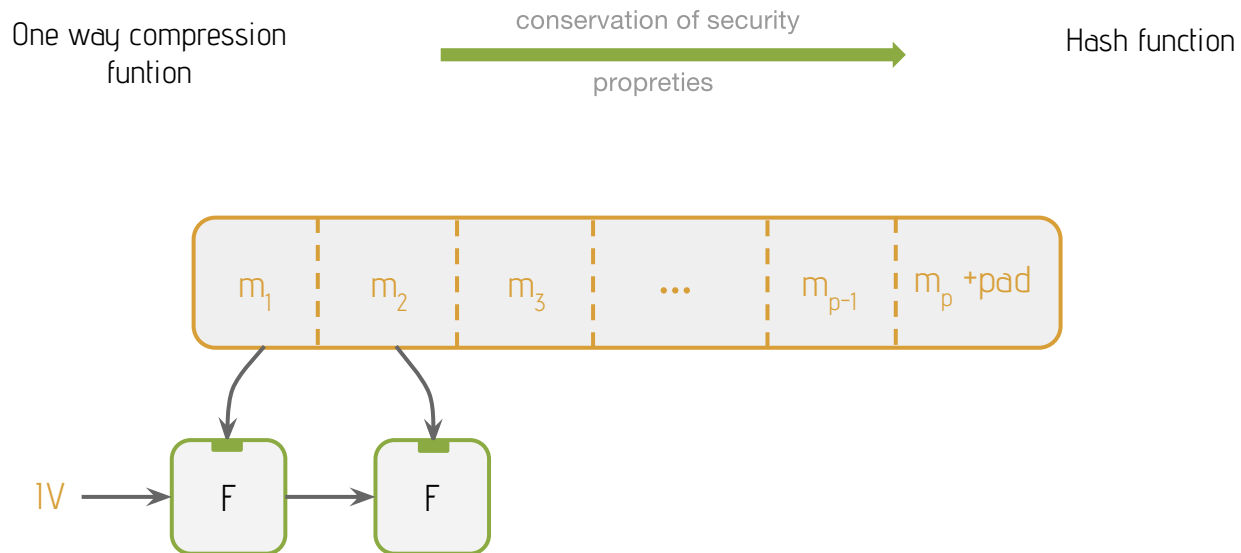 One way compression
funtion
conservation of security
propreties
Hash function
m1 m2 m3 ... mp-1 mp +pad
IV F F